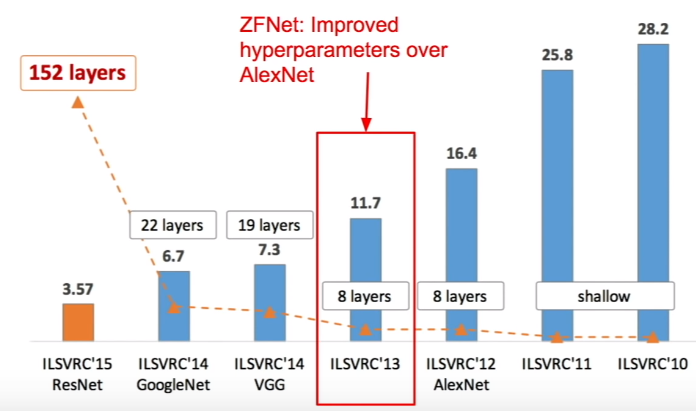 ZFNet: Improved
hyperparameters over
AlexNet
28.2
25.8
152 layers
16.4
11.7
22 layers
19 layers
6.7
7.3
3.57
8 layers
8 layers
shallow
ILSVRC'15
ResNet
ILSVRC'14
GoogleNet
ILSVRC'14
VGG
ILSVRC'13
ILSVRC'12
AlexNet
ILSVRC'11
ILSVRC'10